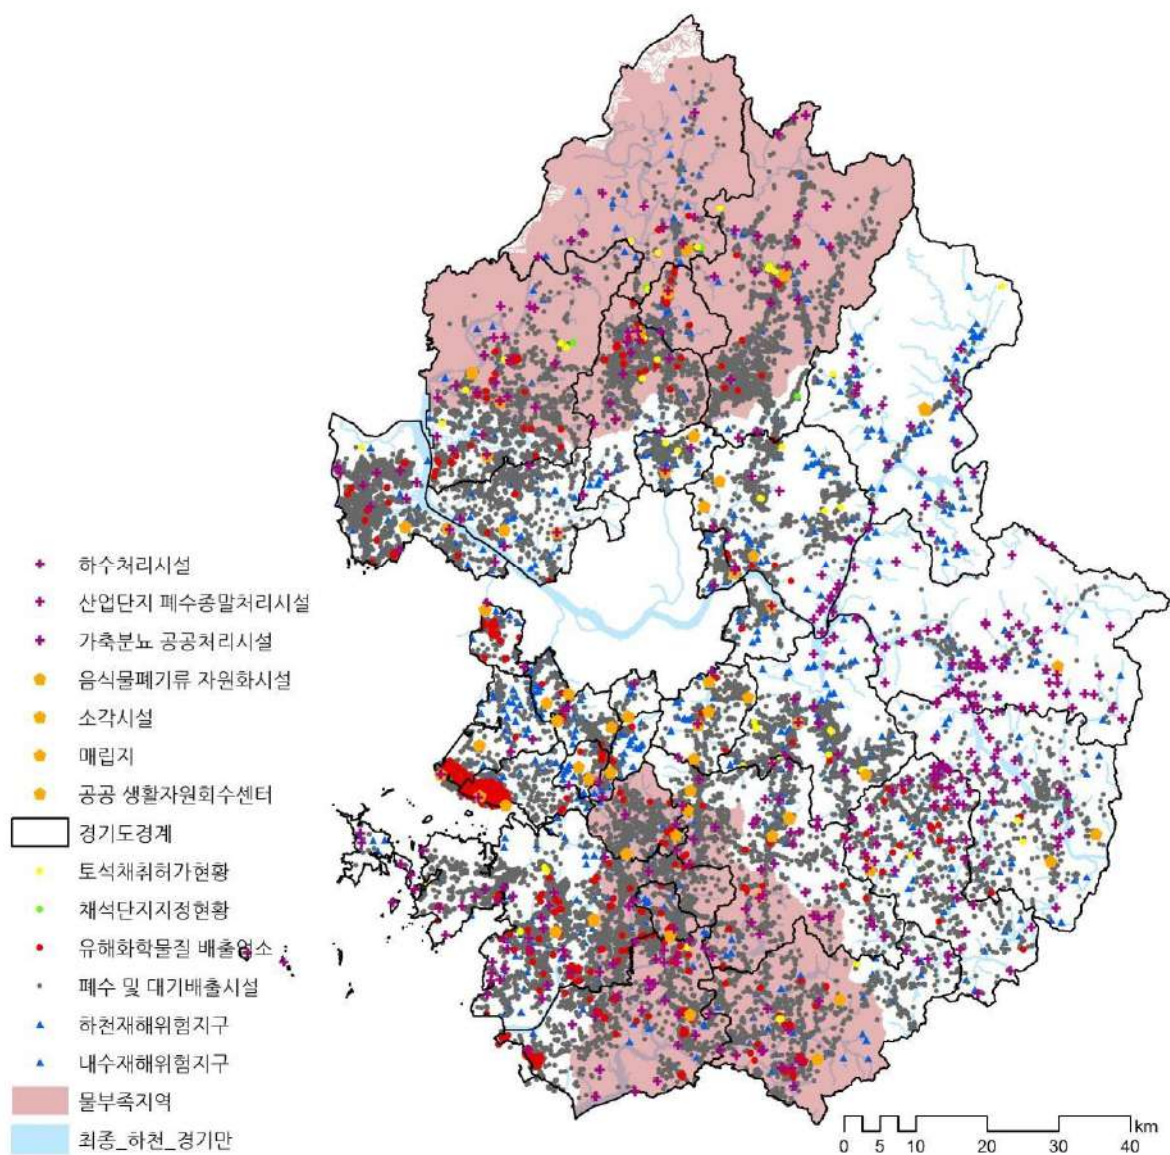 하수처리시설
산업단지 폐수종말처리시설
가축분뇨 공공처리시설
음식물폐기류 자원화시설
소각시설
매립지
공공 생활자원회수센터
경기도경계
토석채취허가현황
채석단지지정현황
유해화학물질 배출업소
폐수 및 대기배출시설
하천재해위험지구
내수재해위험지구
물부족지역
최종_하천_경기만
km
0 5 10 20 30 40